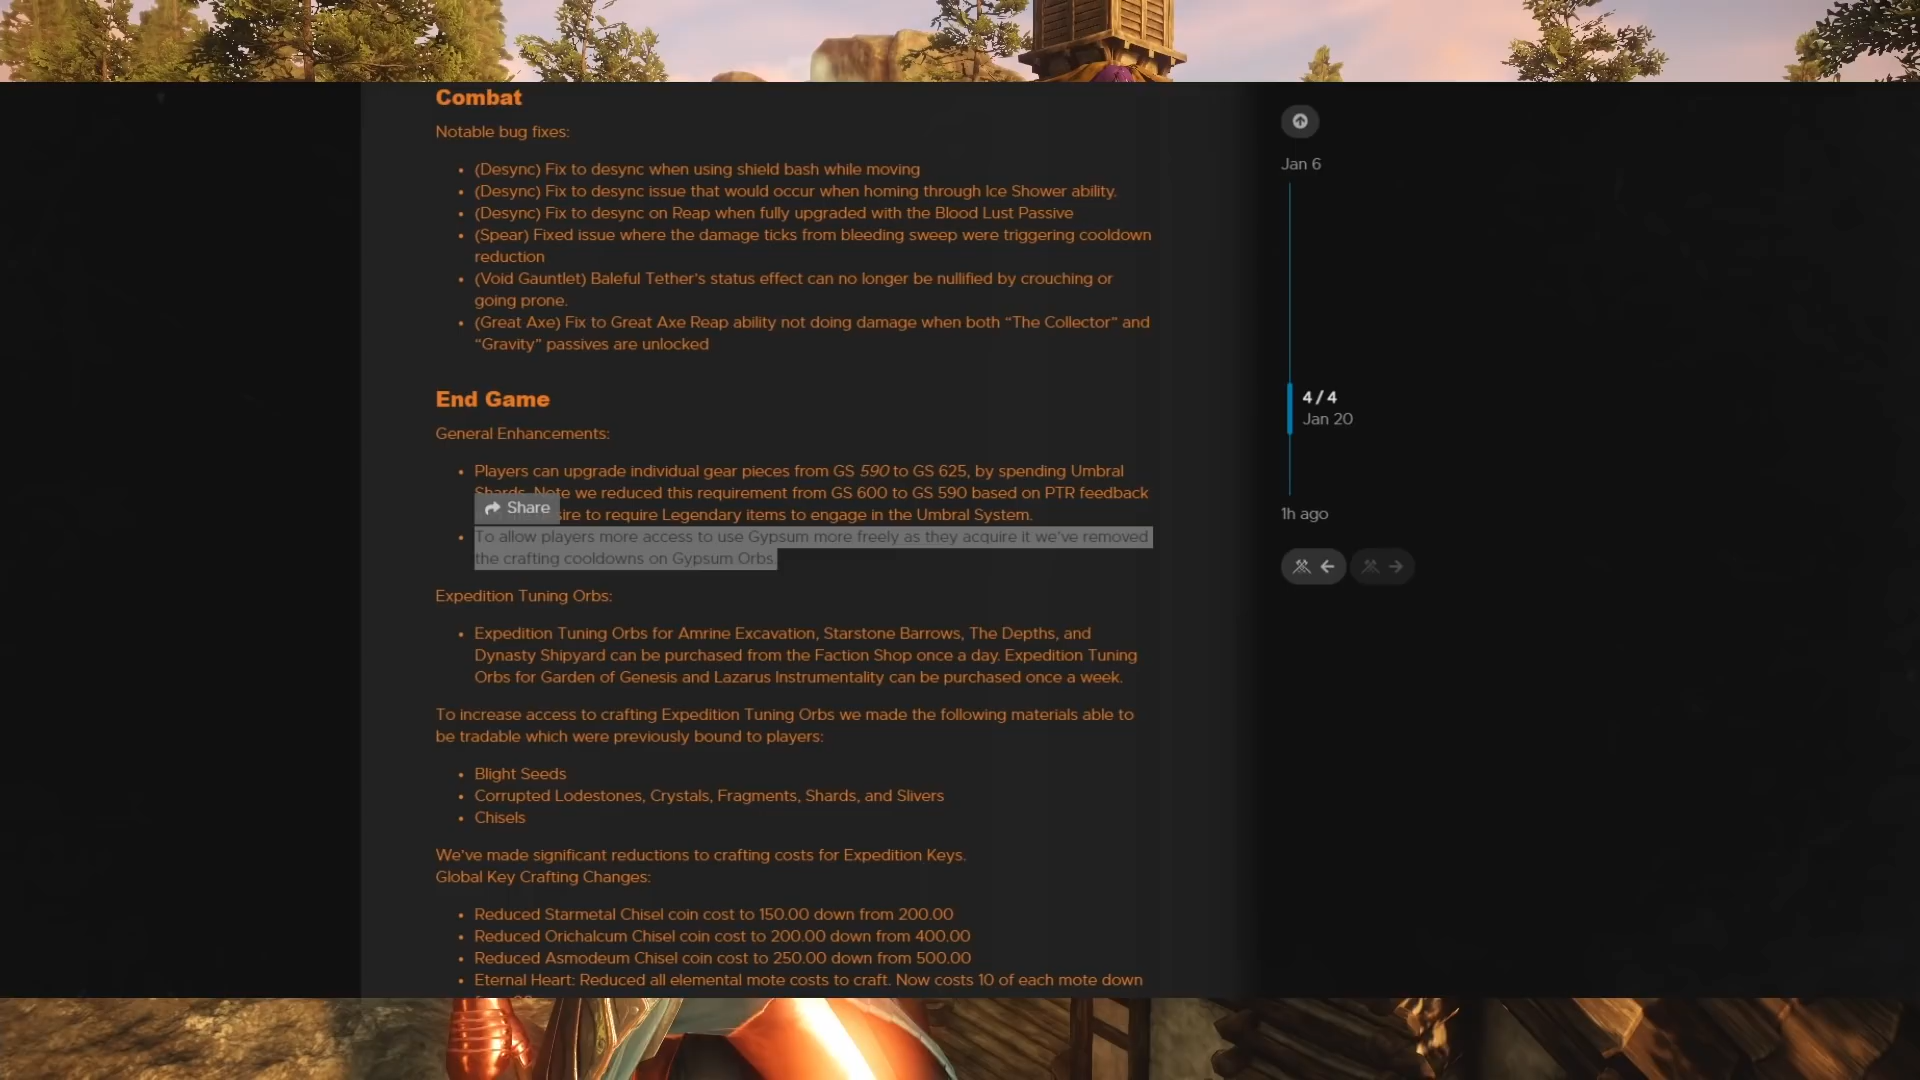 Combat
Notable bug fixes:
• (Desync) Fix to desync when using shield bash while moving
• (Desync) Fix to desync issue that would occur when homing through Ice Shower ability.
• (Desync) Fix to desync on Reap when fully upgraded with the Blood Lust Passive
• (Spear) Fixed issue where the damage ticks from bleeding sweep were triggering cooldown
reduction
• (Void Gauntlet) Baleful Tether's status effect can no longer be nullified by crouching or
going prone.
• (Great Axe) Fix to Great Axe Reap ability not doing damage when both “The Collector” and
“Gravity” passives are unlocked
End Game
General Enhancements:
• Players can upgrade individual gear pieces from GS 590 to GS 625, by spending Umbral
Shards. Note we reduced this requirement from GS 600 to GS 590 based on PTR feedback
Share
to require Legendary items to engage in the Umbral System.
• To allow players more access to use Gypsum more freely as they acquire it we've removed
the crafting cooldowns on Gypsum Orbs.
Expedition Tuning Orbs:
• Expedition Tuning Orbs for Amrine Excavation, Starstone Barrows, The Depths, and
Dynasty Shipyard can be purchased from the Faction Shop once a day. Expedition Tuning
Orbs for Garden of Genesis and Lazarus Instrumentality can be purchased once a week.
To increase access to crafting Expedition Tuning Orbs we made the following materials able to
be tradable which were previously bound to players:
• Blight Seeds
• Corrupted Lodestones, Crystals, Fragments, Shards, and Slivers
• Chisels
We've made significant reductions to crafting costs for Expedition Keys.
Global Key Crafting Changes:
• Reduced Starmetal Chisel coin cost to 150.00 down from 200.00
• Reduced Orichalcum Chisel coin cost to 200.00 down from 400.00
• Reduced Asmodeum Chisel coin cost to 250.00 down from 500.00
• Eternal Heart: Reduced all elemental mote costs to craft. Now costs 10 of each mote down
Jan 6
4 / 4
Jan 20
1h ago